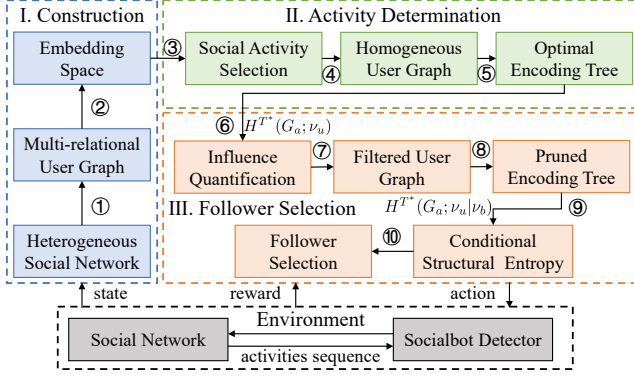 I. Construction
Embedding
Space
②
Multi-relational
User Graph
①
Heterogeneous
Social Network
II. Activity Determination
③
Social Activity
Selection
④
Homogeneous
User Graph
⑤
Optimal
Encoding Tree
⑥
H^{T^*}(G_a; ν_u)
Influence
Quantification
⑦
Filtered User
Graph
⑧
Pruned
Encoding Tree
III. Follower Selection
H^{T^*}(G_a; ν_u|ν_b)
⑨
Follower
Selection
⑩
Conditional
Structural Entropy
state
reward
action
Environment
Social Network
Socialbot Detector
activities sequence